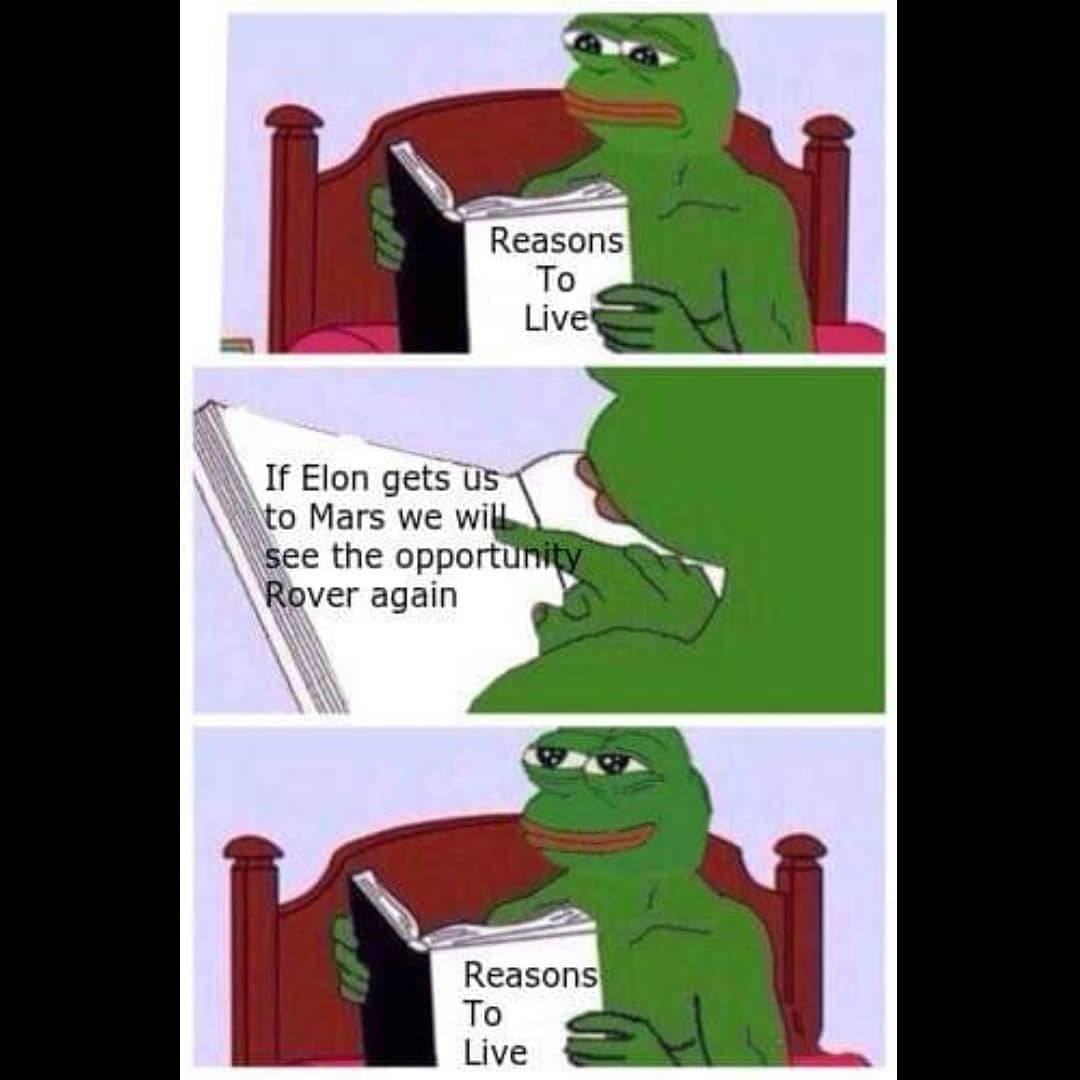 Reasons
To
Live
If Elon gets us
to Mars we will
see the opportunity
Rover again
Reasons
To
Live